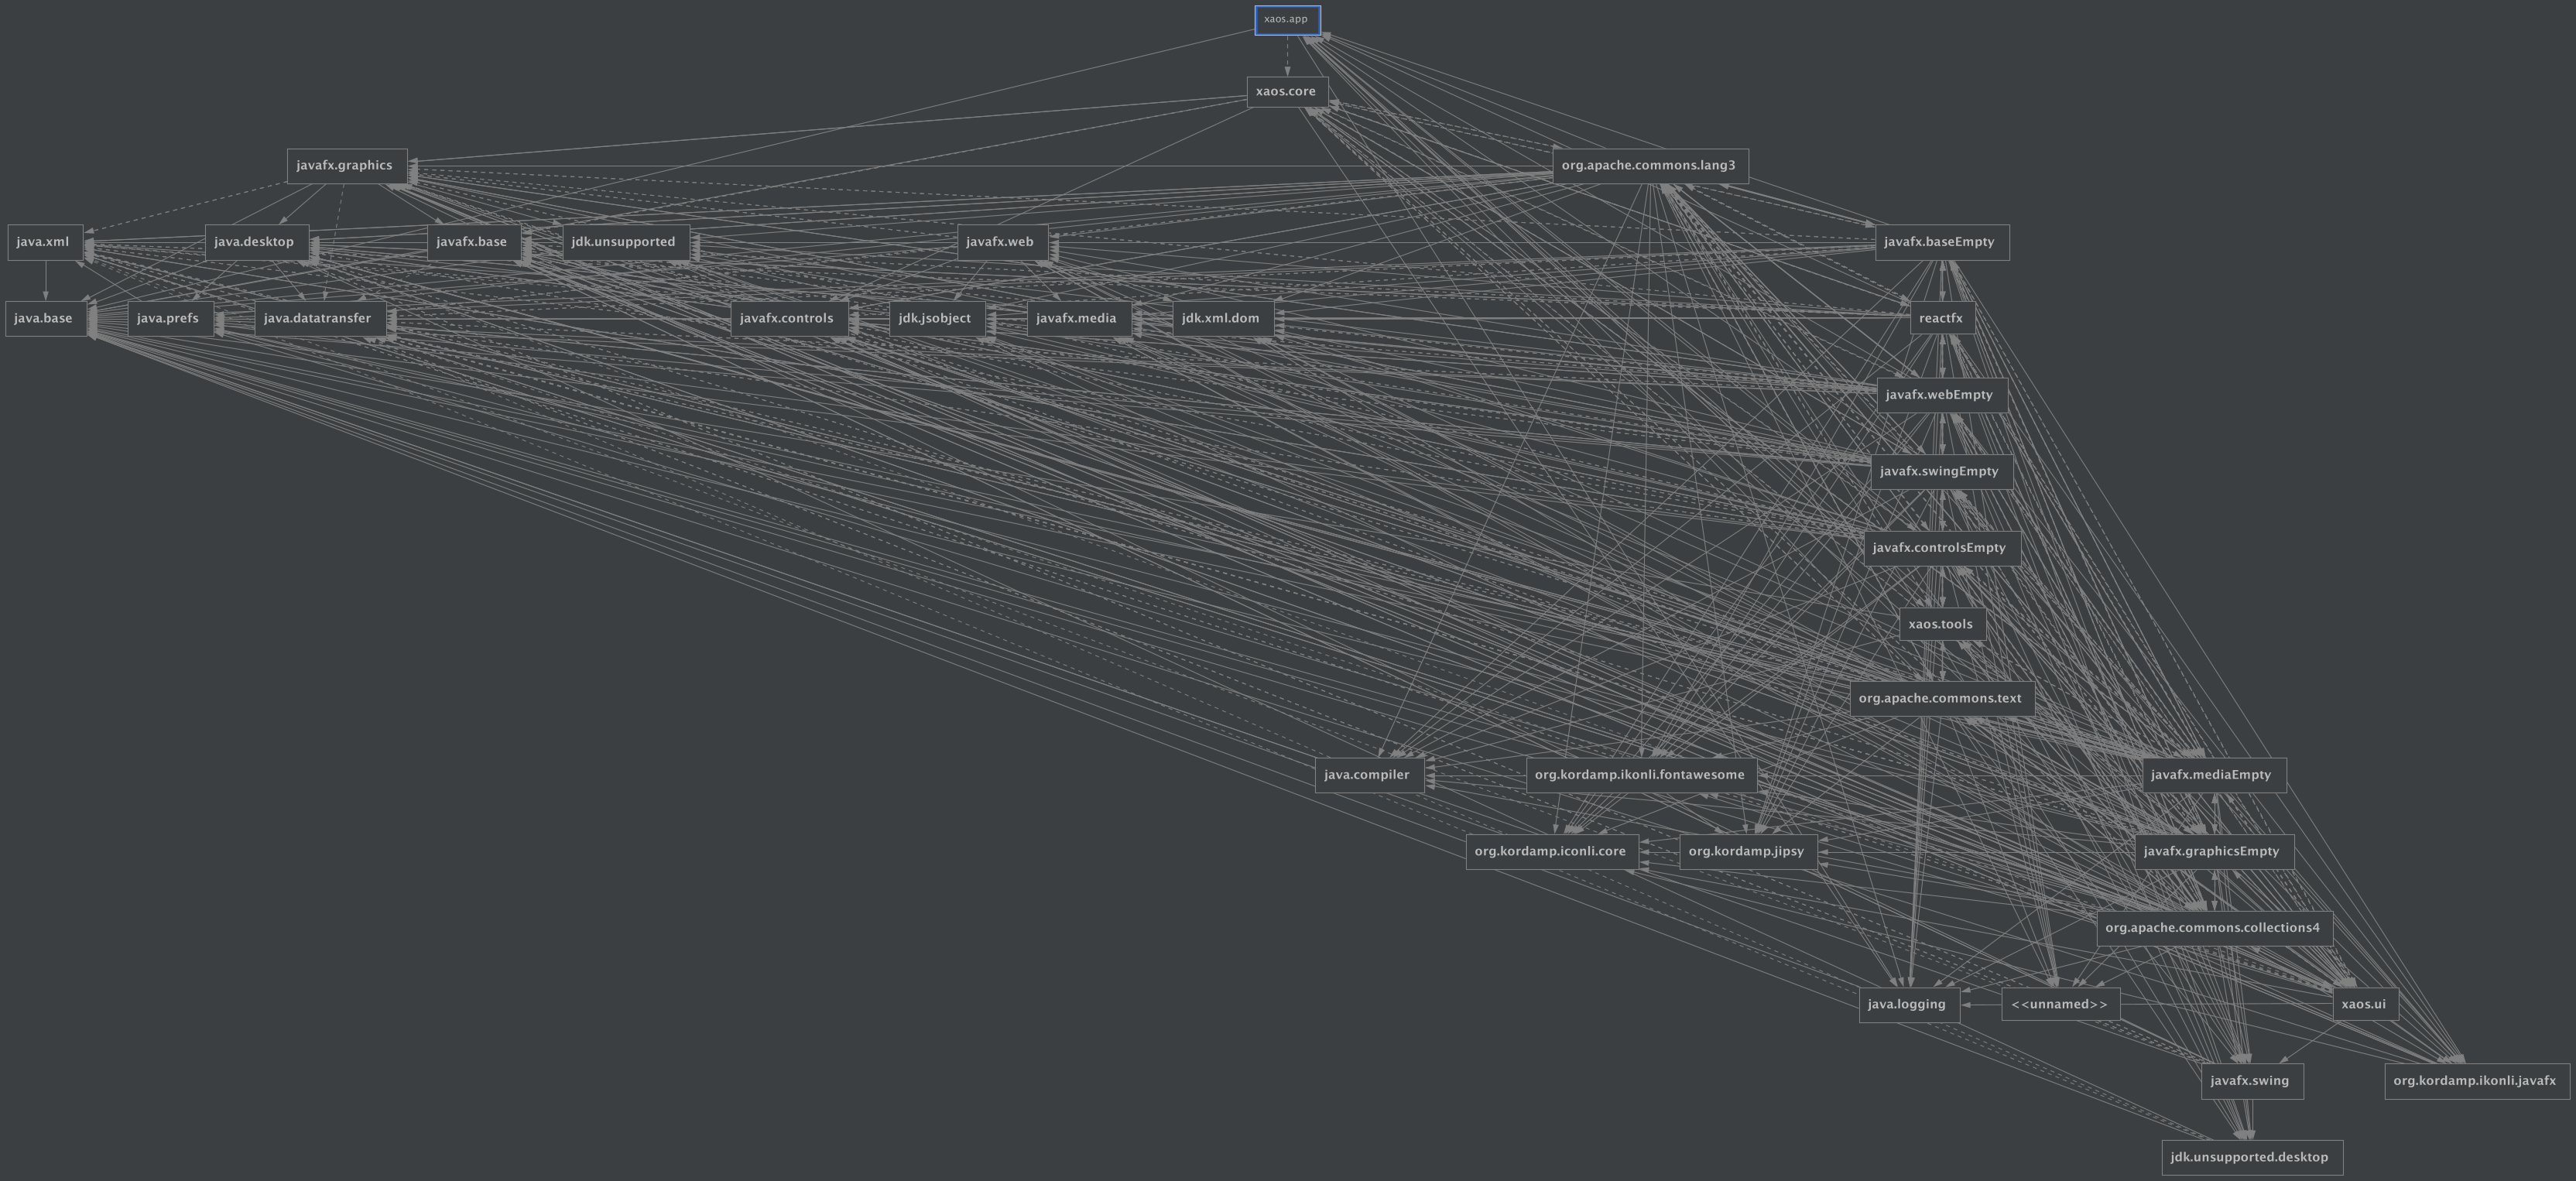 xaos.app
xaos.core
javafx.graphics
org.apache.commons.lang3
java.xml
java.desktop
javafx.base
jdk.unsupported
javafx.web
javafx.baseEmpty
java.base
java.prefs
java.datatransfer
javafx.controls
jdk.jsobject
javafx.media
jdk.xml.dom
reactfx
javafx.webEmpty
javafx.swingEmpty
javafx.controlsEmpty
xaos.tools
org.apache.commons.text
java.compiler
org.kordamp.ikonli.fontawesome
javafx.mediaEmpty
org.kordamp.iconli.core
org.kordamp.jipsy
javafx.graphicsEmpty
org.apache.commons.collections4
java.logging
<<unnamed>>
xaos.ui
javafx.swing
org.kordamp.ikonli.javafx
jdk.unsupported.desktop